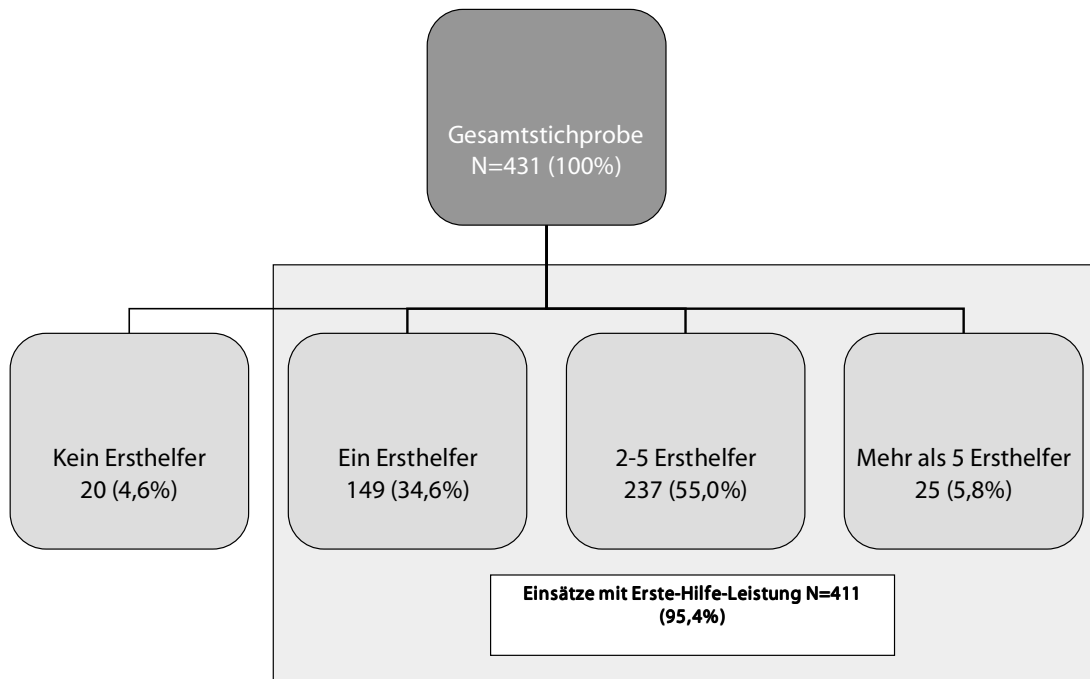 Gesamtstichprobe
N=431 (100%)
Kein Ersthelfer
20 (4,6%)
Ein Ersthelfer
149 (34,6%)
2-5 Ersthelfer
237 (55,0%)
Mehr als 5 Ersthelfer
25 (5,8%)
Einsätze mit Erste-Hilfe-Leistung N=411
(95,4%)